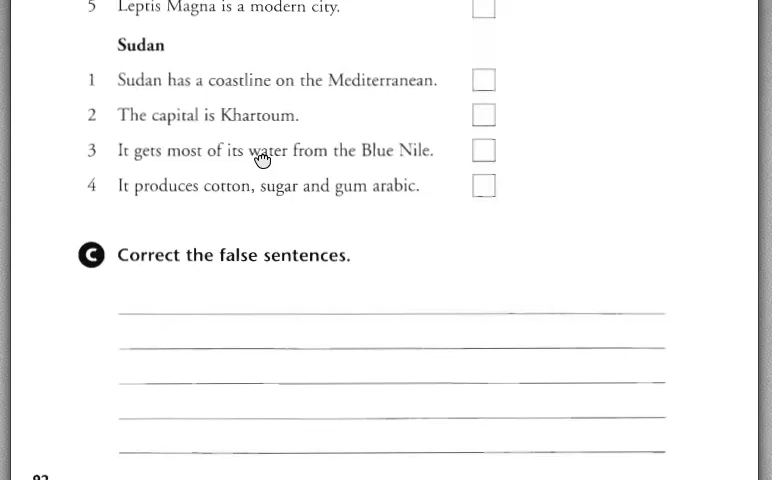 5 Leptis Magna is a modern city.
Sudan
1 Sudan has a coastline on the Mediterranean.
2 The capital is Khartoum.
3 It gets most of its water from the Blue Nile.
4 It produces cotton, sugar and gum arabic.
C Correct the false sentences.